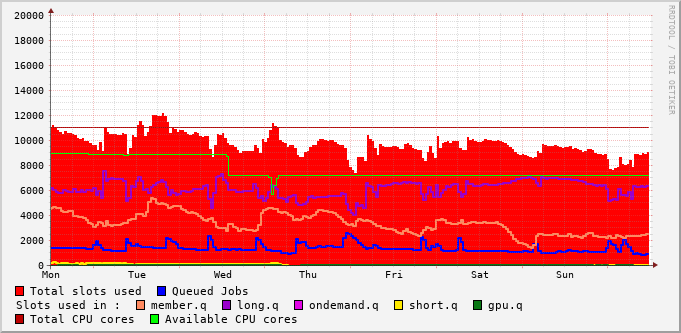 RRDTOOL / TOBI OETIKER
20000
18000
16000
14000
12000
10000
8000
6000
4000
2000
0
Mon Tue Wed Thu Fri Sat Sun
Total slots used Queued Jobs
Slots used in : member.q long.q ondemand.q short.q gpu.q
Total CPU cores Available CPU cores